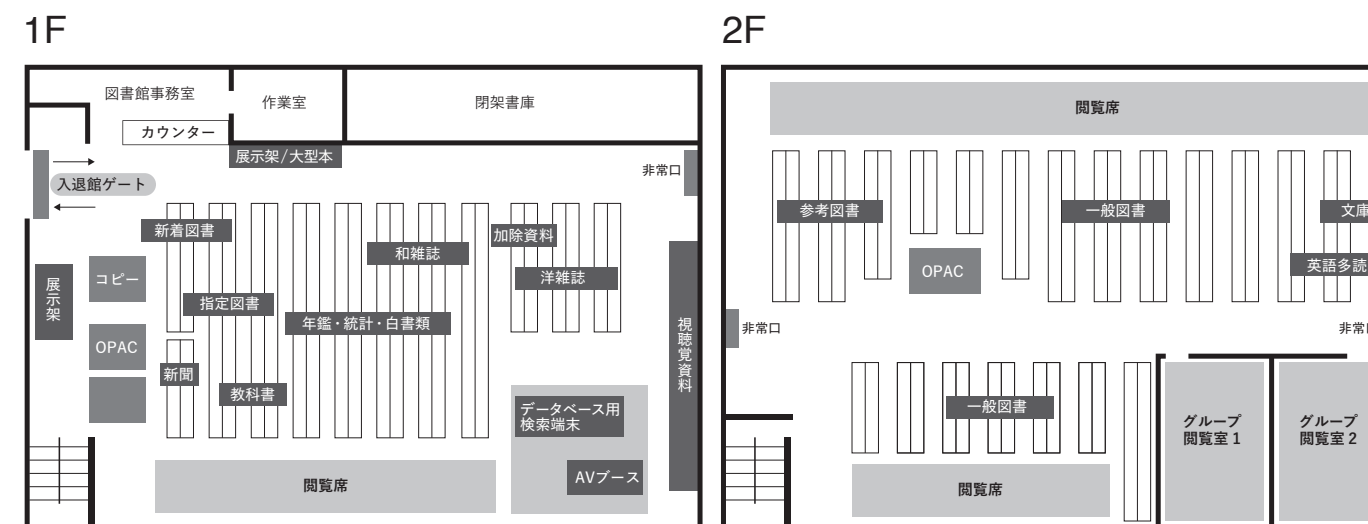 1F
図書館事務室
作業室
閉架書庫
カウンター
展示架/大型本
入退館ゲート
非常口
新着図書
加除資料
和雑誌
洋雑誌
展示架
コピー
指定図書
年鑑・統計・白書類
視聴覚資料
OPAC
新聞
教科書
データベース用
検索端末
AVブース
閲覧席
2F
閲覧席
参考図書
一般図書
文庫
OPAC
英語多読
非常口
非常口
一般図書
グループ
閲覧室 1
グループ
閲覧室 2
閲覧席